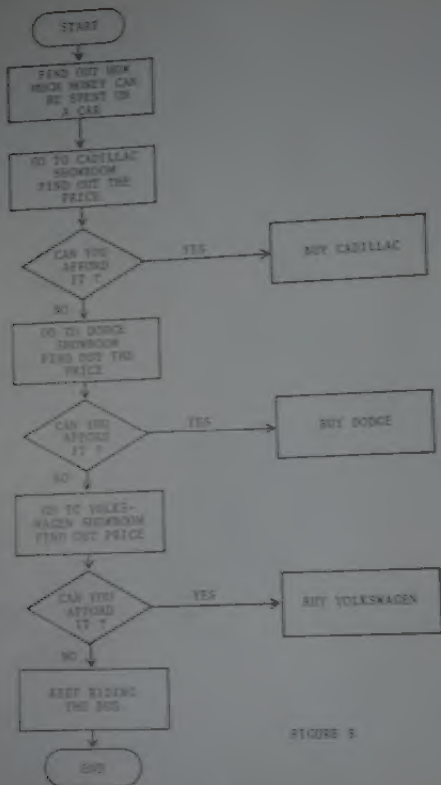 START
FIND OUT HOW
MUCH MONEY CAN
BE SPENT ON
A CAR
GO TO CADILLAC
SHOWROOM
FIND OUT THE
PRICE
CAN YOU
AFFORD
IT ?
YES
BUY CADILLAC
NO
GO TO DODGE
SHOWROOM
FIND OUT THE
PRICE
CAN YOU
AFFORD
IT ?
YES
BUY DODGE
NO
GO TO VOLKS-
WAGEN SHOWROOM
FIND OUT PRICE
CAN YOU
AFFORD
IT ?
YES
BUY VOLKSWAGEN
NO
KEEP RIDING
THE BUS
END
FIGURE